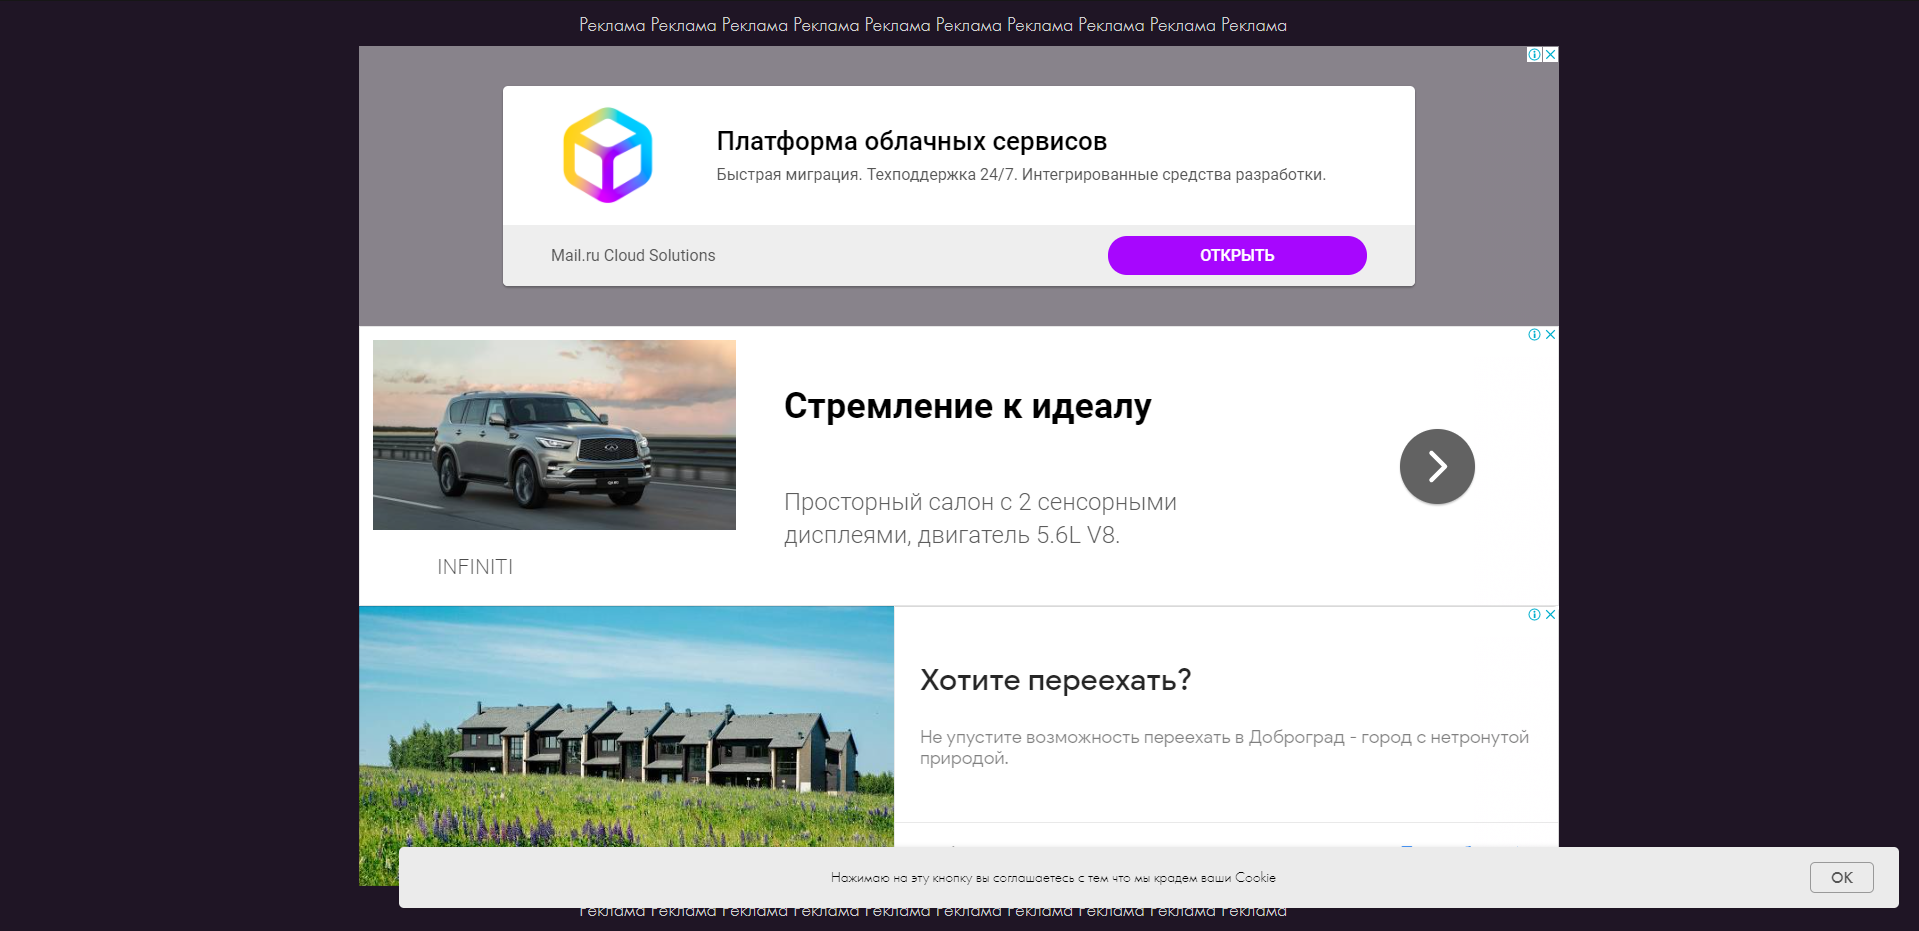 Реклама Реклама Реклама Реклама Реклама Реклама Реклама Реклама Реклама Реклама
Платформа облачных сервисов
Быстрая миграция. Техподдержка 24/7. Интегрированные средства разработки.
Mail.ru Cloud Solutions
ОТКРЫТЬ
Стремление к идеалу
Просторный салон с 2 сенсорными
дисплеями, двигатель 5.6L V8.
INFINITI
Хотите переехать?
Не упустите возможность переехать в Доброград - город с нетронутой
природой.
Нажимаю на эту кнопку вы соглашаетесь с тем что мы крадем ваши Cookie
OK
Реклама Реклама Реклама Реклама Реклама Реклама Реклама Реклама Реклама Реклама